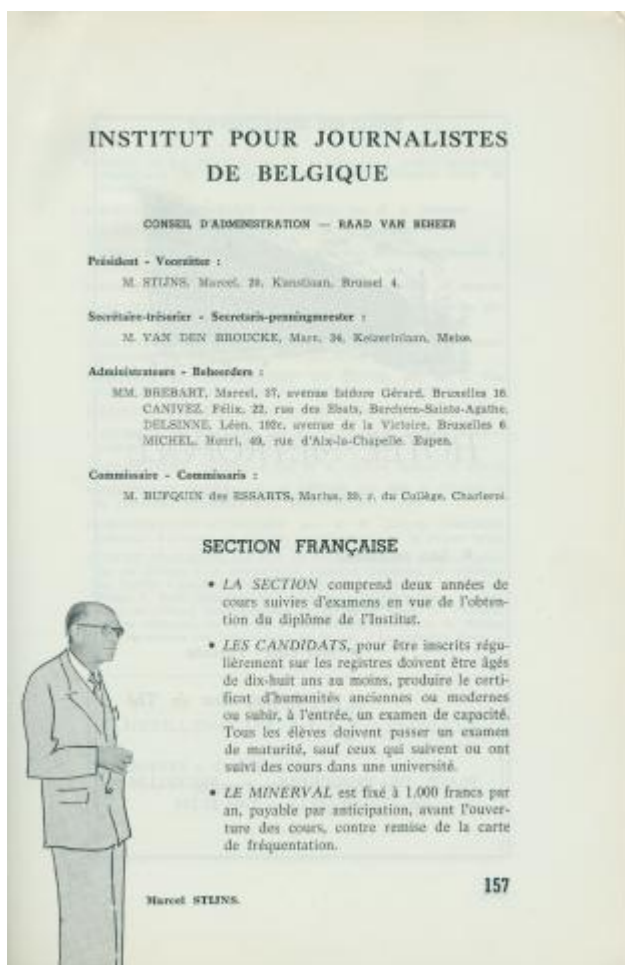 INSTITUT POUR JOURNALISTES
DE BELGIQUE
CONSEIL D'ADMINISTRATION — RAAD VAN BEHEER
Président - Voorzitter :
M. STIJNS, Marcel, 20, Brussel 4.
Secrétaire-trésorier - Secretaris-penningmeester :
M. VAN DEN BROUCKE, Marc, 34, Keizerinlaan, Meise.
Administrateurs - Beheerders :
MM. BREBART, Marcel, 37, avenue Isidore Gérard, Bruxelles 16.
CANIVEZ, Félix, 22, rue des Ebats, Berchem-Sainte-Agathe,
DELSINNE, Léon, 192c, avenue de la Victoire, Bruxelles 6.
MICHEL, Henri, 49, rue d'Aix-la-Chapelle, Eupen.
Commissaire - Commissaris :
M. BUFQUIN des ESSARTS, Marius, r. du Collège, Charleroi.
SECTION FRANÇAISE
• LA SECTION comprend deux années de
cours suivies d'examens en vue de l'obten-
tion du diplôme de l'Institut.
• LES CANDIDATS, pour être inscrits régu-
lièrement sur les registres doivent être âgés
de dix-huit ans au moins, produire le certi-
ficat d'humanités anciennes ou modernes
ou subir, à l'entrée, un examen de capacité.
Tous les élèves doivent passer un examen
de maturité, sauf ceux qui suivent ou ont
suivi des cours dans une université.
• LE MINERVAL est fixé à 1.000 francs par
an, payable par anticipation, avant l'ouver-
ture des cours, contre remise de la carte
de fréquentation.
Marcel STIJNS.
157